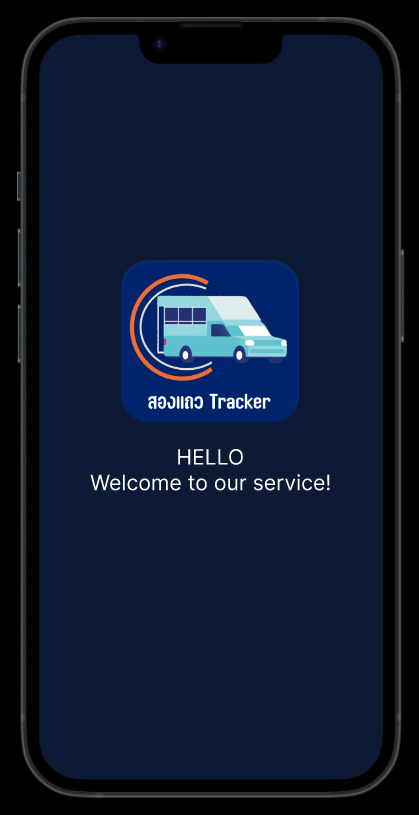 สองแถว Tracker
HELLO
Welcome to our service!